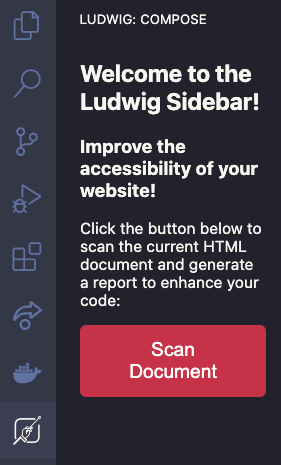 LUDWIG: COMPOSE
Welcome to the
Ludwig Sidebar!
Improve the
accessibility of your
website!
Click the button below to
scan the current HTML
document and generate
a report to enhance your
code:
Scan
Document